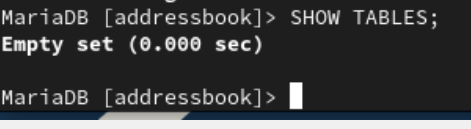 MariaDB [addressbook]> SHOW TABLES;
Empty set (0.000 sec)
MariaDB [addressbook]>